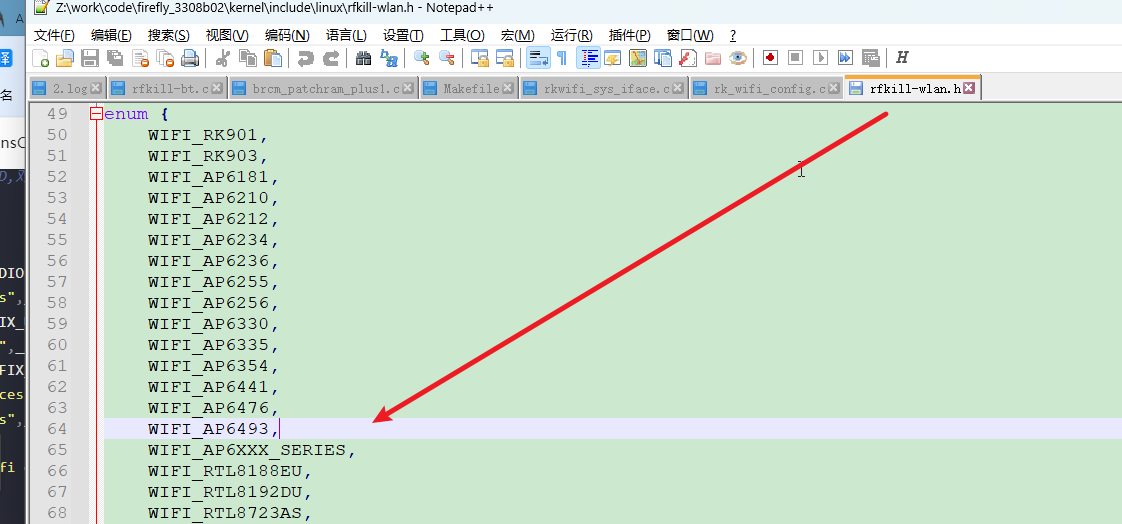 Z:\work\code\firefly_3308b02\kernel\include\linux\rfkill-wlan.h - Notepad++
文件(F) 编辑(E) 搜索(S) 视图(V) 编码(N) 语言(L) 设置(T) 工具(O) 宏(M) 运行(R) 插件(P) 窗口(W) ?
2.log rfkill-bt.c brcm_patchram_plus1.c Makefile rkwifi_sys_iface.c rk_wifi_config.c rfkill-wlan.h
译
名
49 enum {
50 WIFI_RK901,
51 WIFI_RK903,
52 WIFI_AP6181,
53 WIFI_AP6210,
54 WIFI_AP6212,
55 WIFI_AP6234,
56 WIFI_AP6236,
57 WIFI_AP6255,
58 WIFI_AP6256,
59 WIFI_AP6330,
60 WIFI_AP6335,
61 WIFI_AP6354,
62 WIFI_AP6441,
63 WIFI_AP6476,
64 WIFI_AP6493,
65 WIFI_AP6XXX_SERIES,
66 WIFI_RTL8188EU,
67 WIFI_RTL8192DU,
68 WIFI_RTL8723AS,
nsC
DIO
s",
IX_
",_
FIX
ces
s",
fi